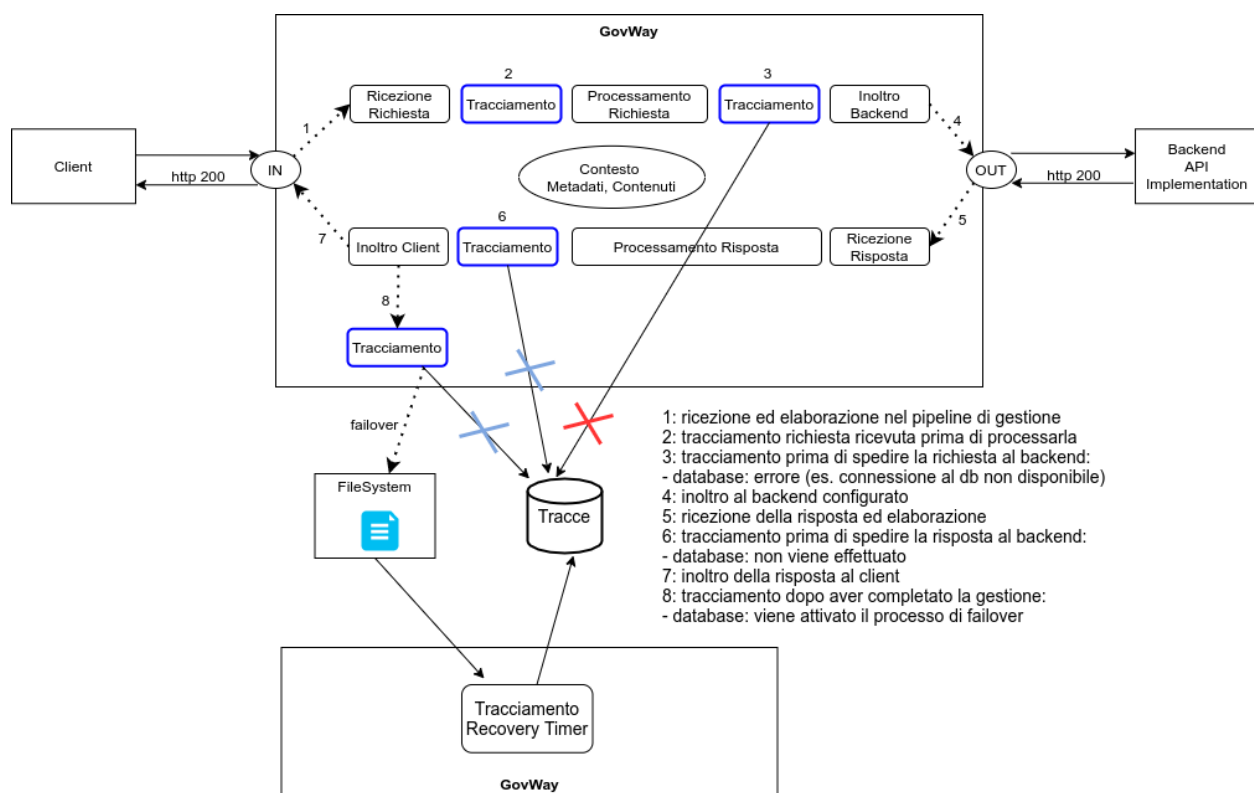 GovWay
2
3
Ricezione
Richiesta
Tracciamento
Processamento
Richiesta
Tracciamento
Inoltro
Backend
1
4
Client
IN
http 200
Contesto
Metadati, Contenuti
OUT
http 200
Backend
API
Implementation
6
7
5
Inoltro Client
Tracciamento
Processamento Risposta
Ricezione
Risposta
8
Tracciamento
failover
FileSystem
Tracce
1: ricezione ed elaborazione nel pipeline di gestione
2: tracciamento richiesta ricevuta prima di processarla
3: tracciamento prima di spedire la richiesta al backend:
- database: errore (es. connessione al db non disponibile)
4: inoltro al backend configurato
5: ricezione della risposta ed elaborazione
6: tracciamento prima di spedire la risposta al backend:
- database: non viene effettuato
7: inoltro della risposta al client
8: tracciamento dopo aver completato la gestione:
- database: viene attivato il processo di failover
Tracciamento
Recovery Timer
GovWay